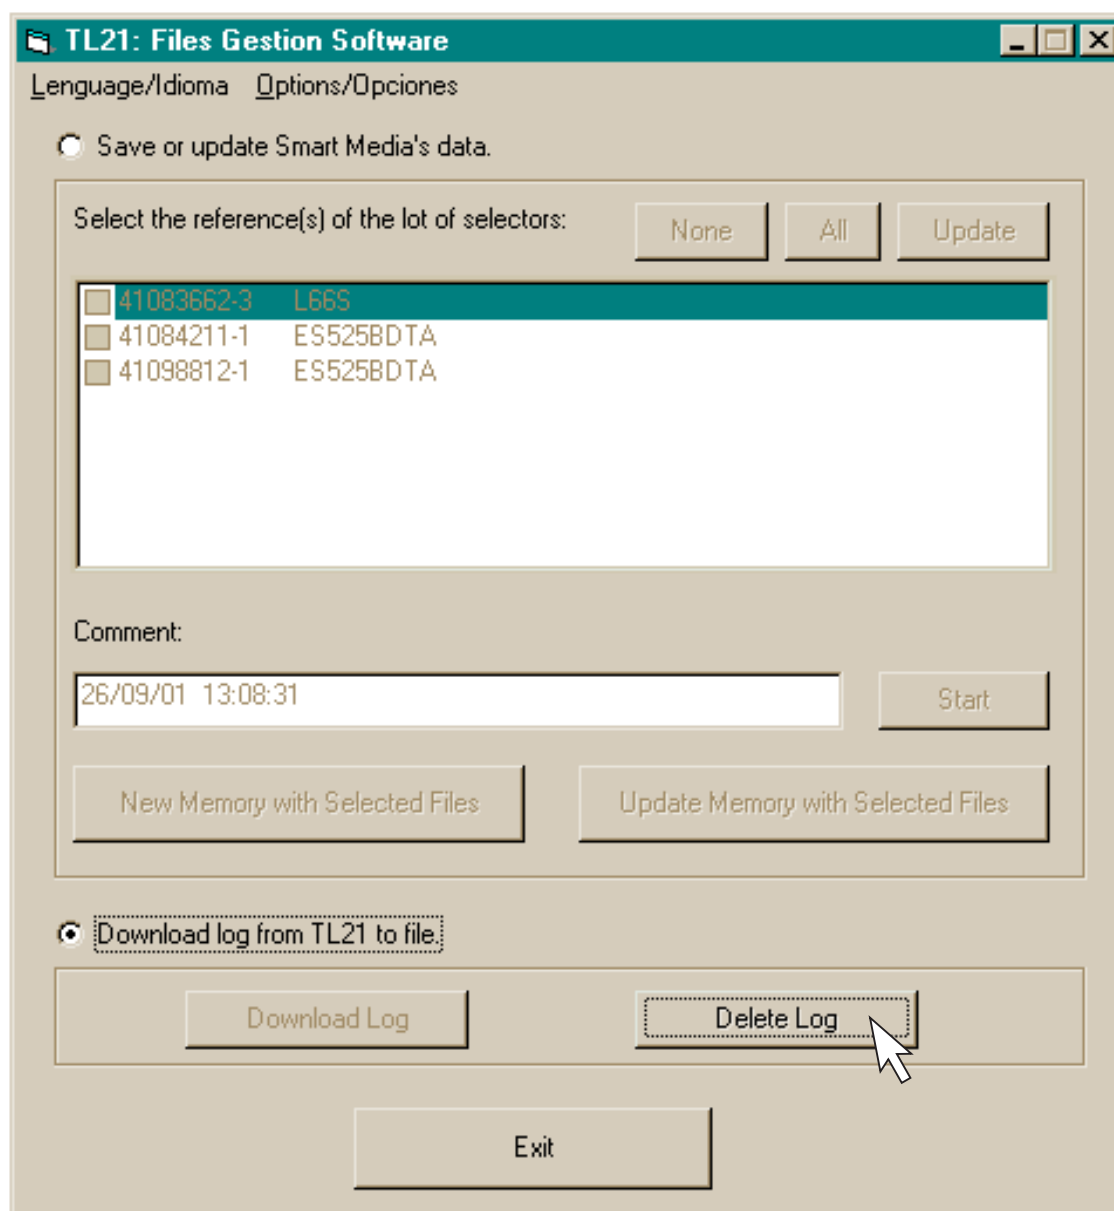 TL21: Files Gestion Software
Lenguage/Idioma Options/Opciones
Save or update Smart Media's data.
Select the reference(s) of the lot of selectors: None All Update
41083662-3 L66S
41084211-1 ES525BDTA
41098812-1 ES525BDTA
Comment:
26/09/01 13:08:31 Start
New Memory with Selected Files Update Memory with Selected Files
Download log from TL21 to file.
Download Log Delete Log
Exit